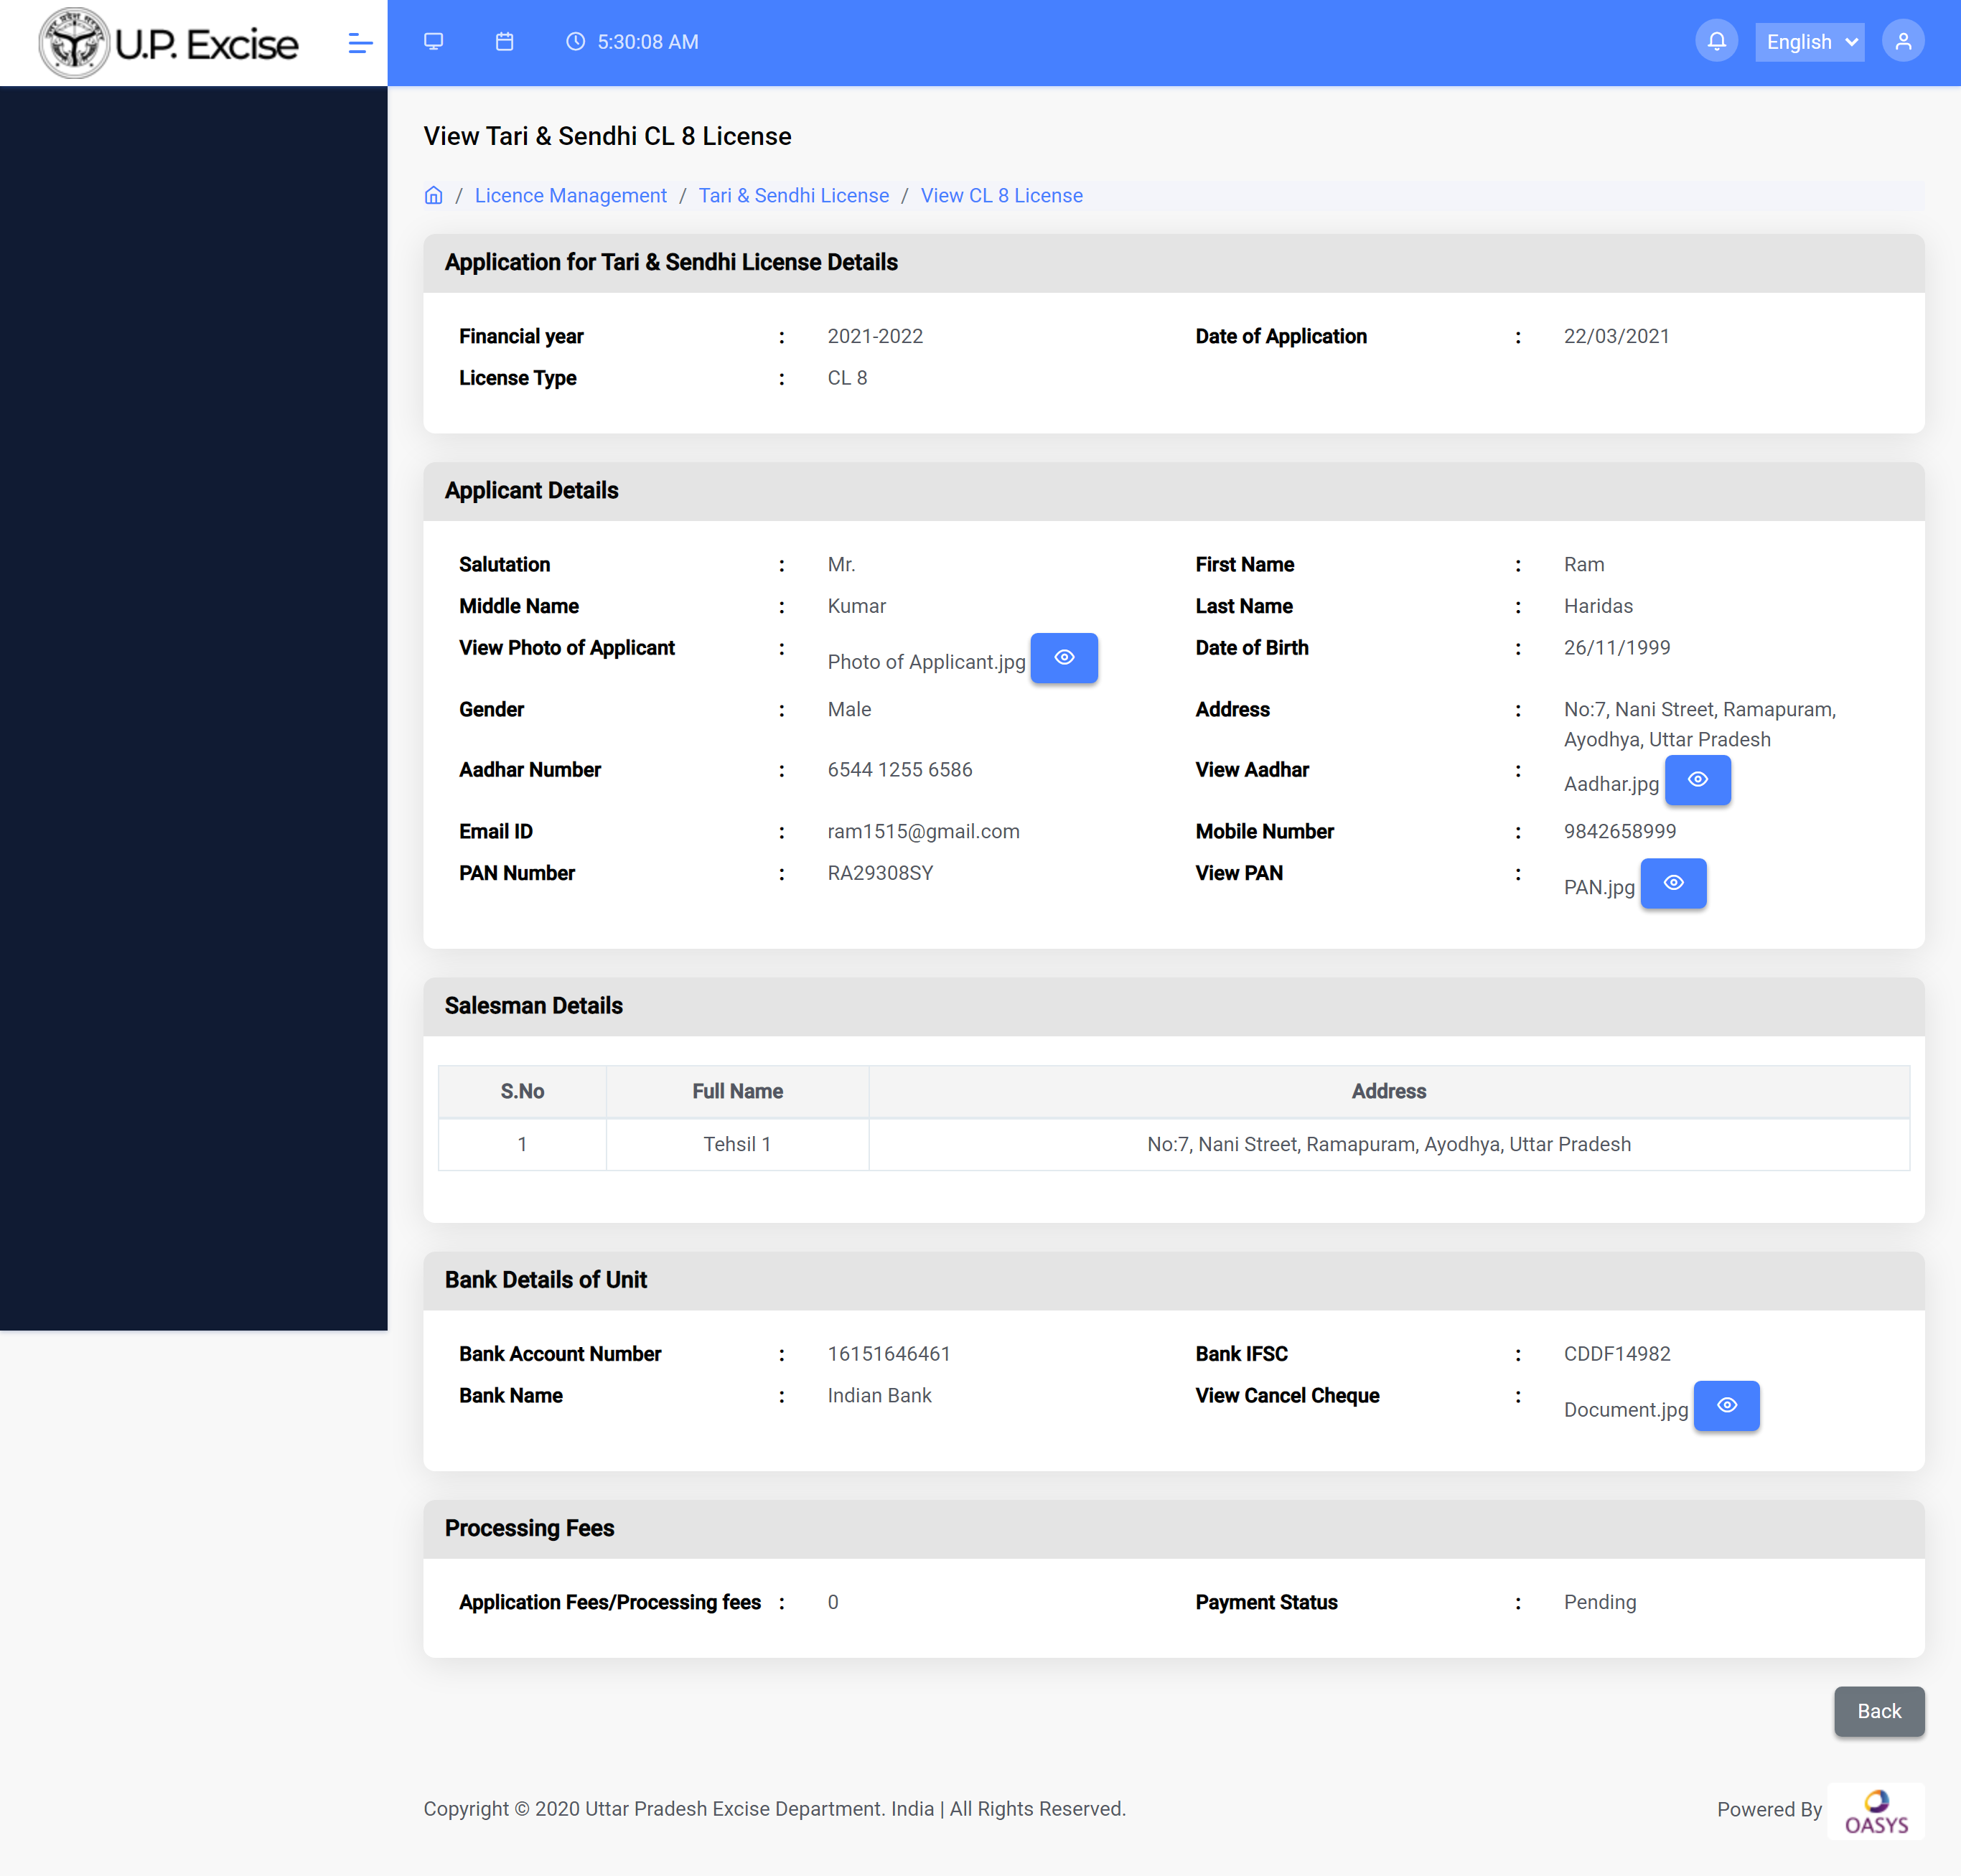 U.P. Excise
5:30:08 AM
English
View Tari & Sendhi CL 8 License
/ Licence Management / Tari & Sendhi License / View CL 8 License
Application for Tari & Sendhi License Details
Financial year : 2021-2022 Date of Application : 22/03/2021
License Type : CL 8
Applicant Details
Salutation : Mr. First Name : Ram
Middle Name : Kumar Last Name : Haridas
View Photo of Applicant : Photo of Applicant.jpg Date of Birth : 26/11/1999
Gender : Male Address : No:7, Nani Street, Ramapuram,
Ayodhya, Uttar Pradesh
Aadhar Number : 6544 1255 6586 View Aadhar : Aadhar.jpg
Email ID : ram1515@gmail.com Mobile Number : 9842658999
PAN Number : RA29308SY View PAN : PAN.jpg
Salesman Details
S.No Full Name Address
1 Tehsil 1 No:7, Nani Street, Ramapuram, Ayodhya, Uttar Pradesh
Bank Details of Unit
Bank Account Number : 16151646461 Bank IFSC : CDDF14982
Bank Name : Indian Bank View Cancel Cheque : Document.jpg
Processing Fees
Application Fees/Processing fees : 0 Payment Status : Pending
Back
Copyright © 2020 Uttar Pradesh Excise Department. India | All Rights Reserved. Powered By OASYS